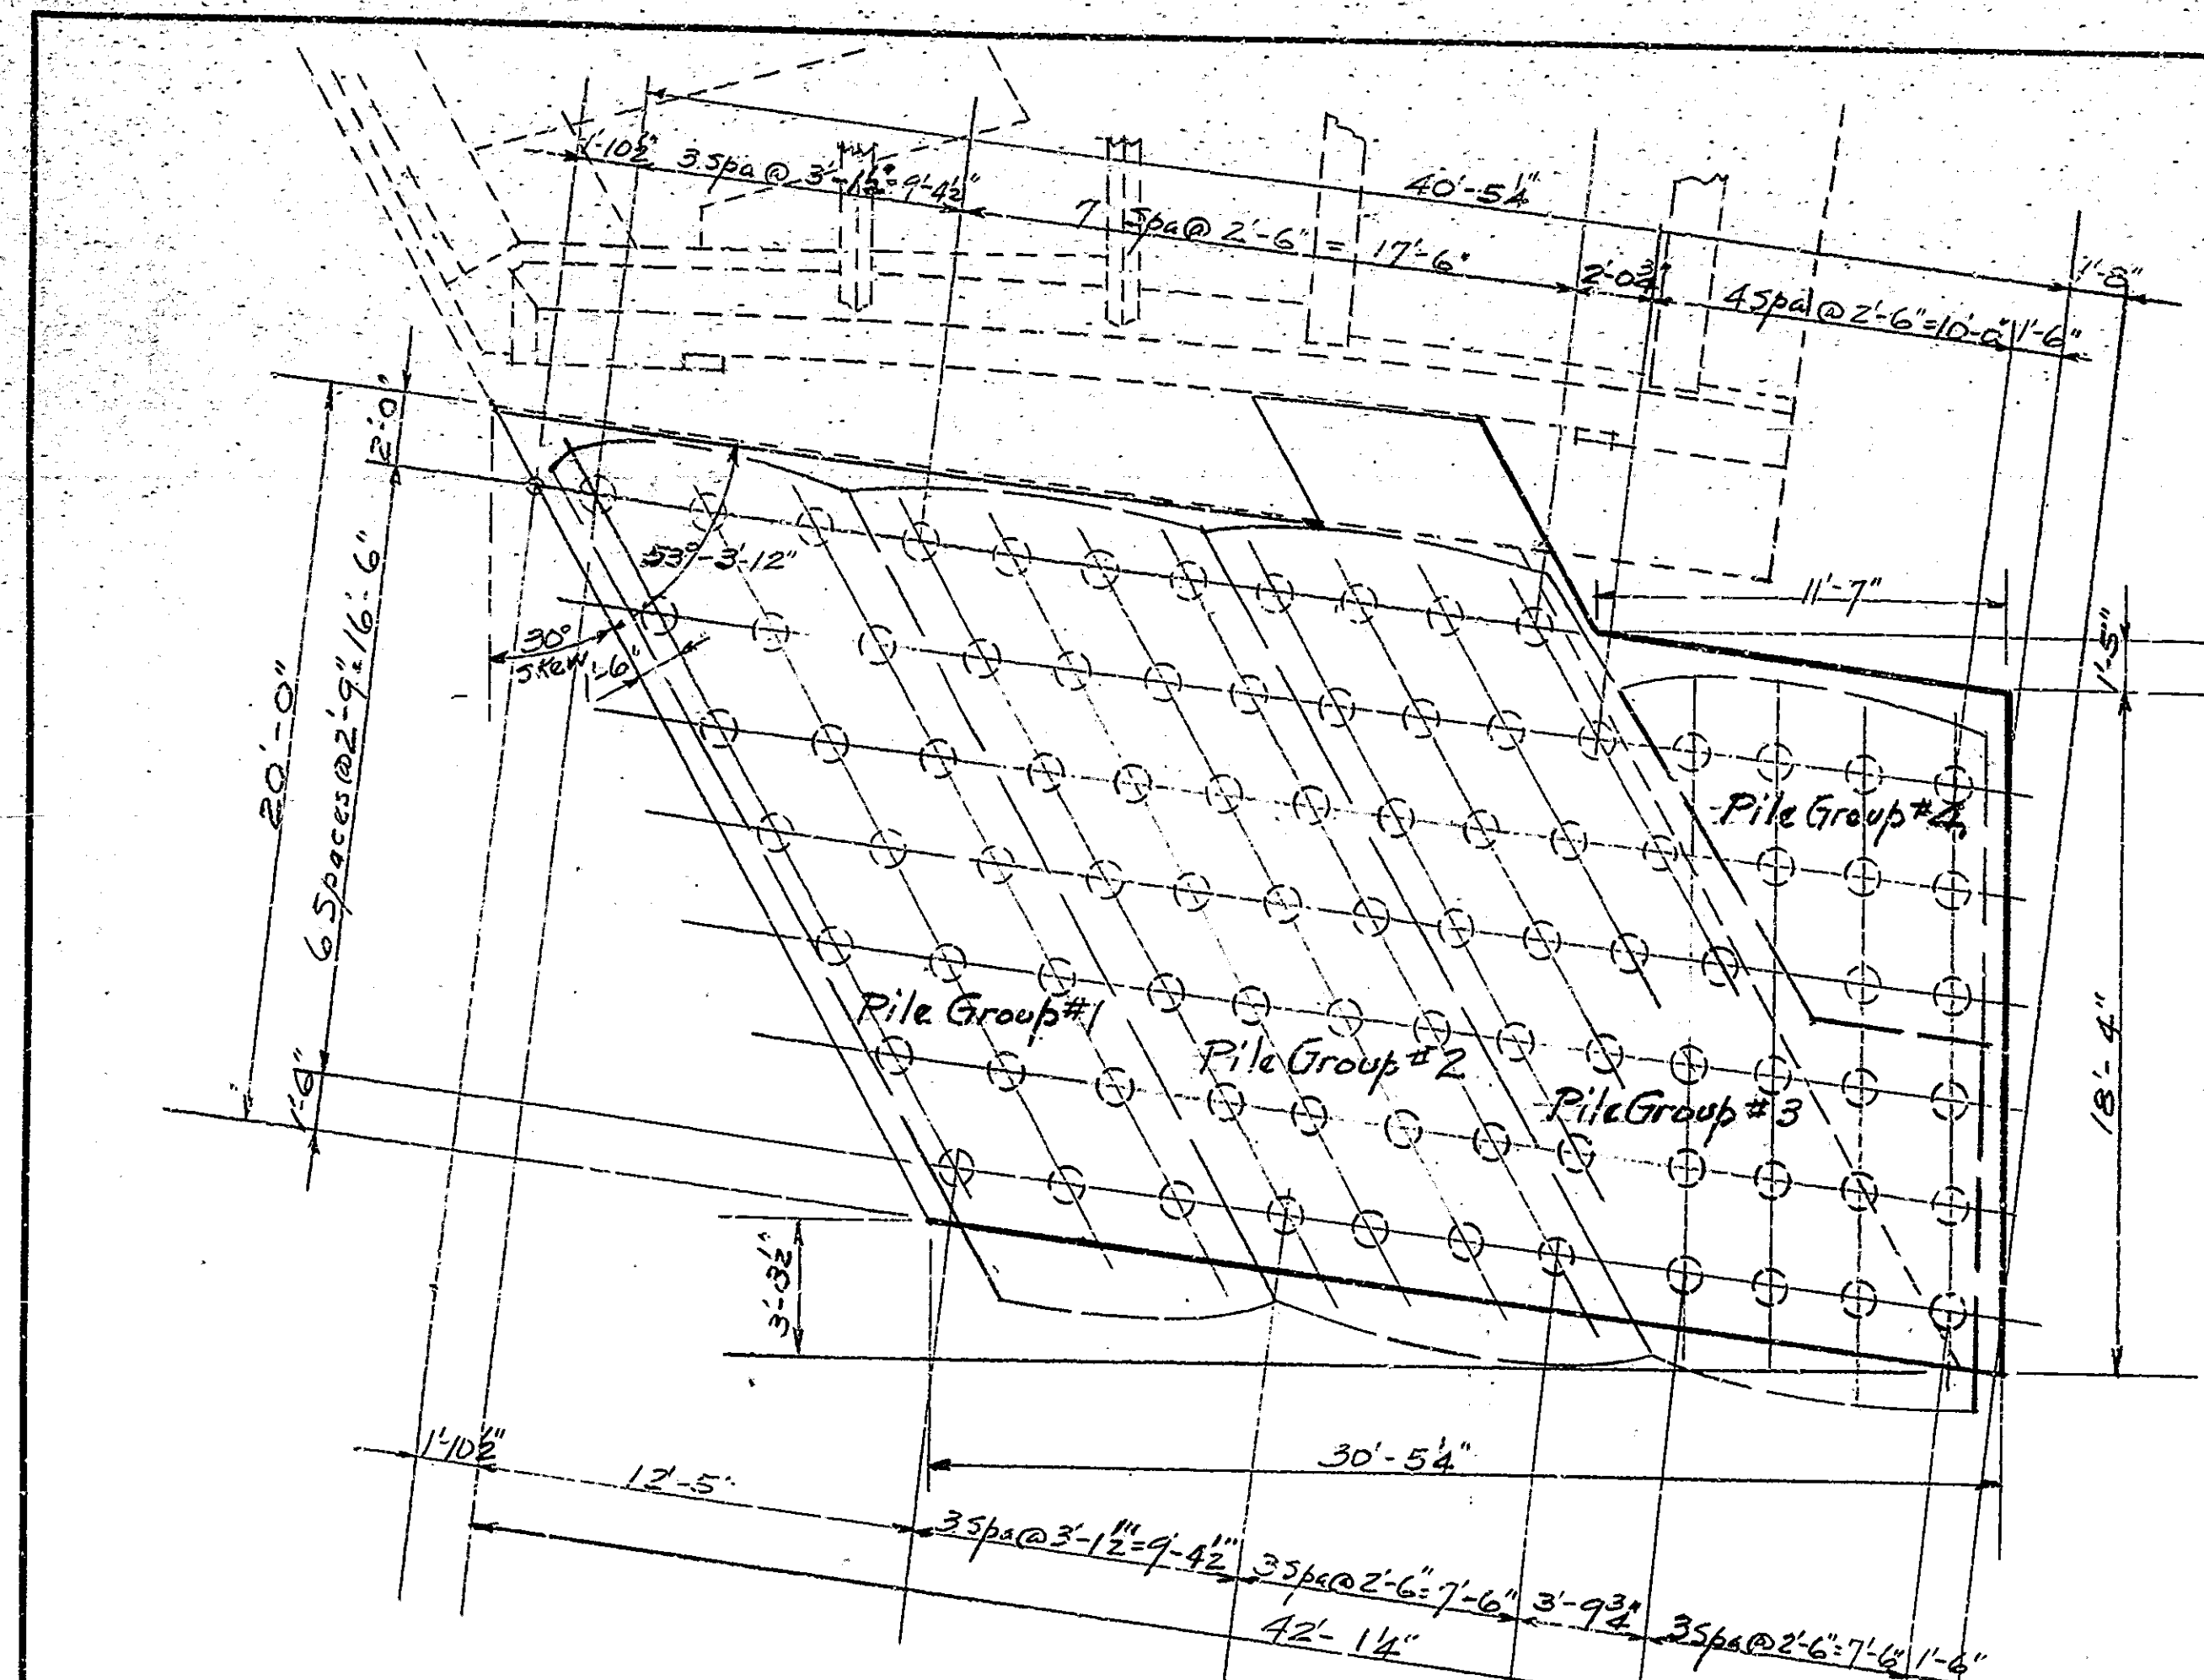 1'-10½"
3 Spa @ 3'-1½"=9'-4½"
40'-5¼"
7 Spa @ 2'-6" = 17'-6"
2'-0¾"
1'-8"
4 Spa @ 2'-6"=10'-0"
1'-6"
2'-0"
53°-3'-12"
11'-7"
30°
Skew
1'-6"
1'-5"
20'-0"
6 Spaces @ 2'-9"=16'-6"
Pile Group #4
Pile Group #1
Pile Group #2
Pile Group #3
18'-4"
1'-6"
3'-3½"
1'-10½"
12'-5"
30'-5¼"
3 Spa @ 3'-1½"=9'-4½"
3 Spa @ 2'-6"=7'-6"
3'-9¾"
3 Spa @ 2'-6"=7'-6"
1'-6"
42'-1¼"